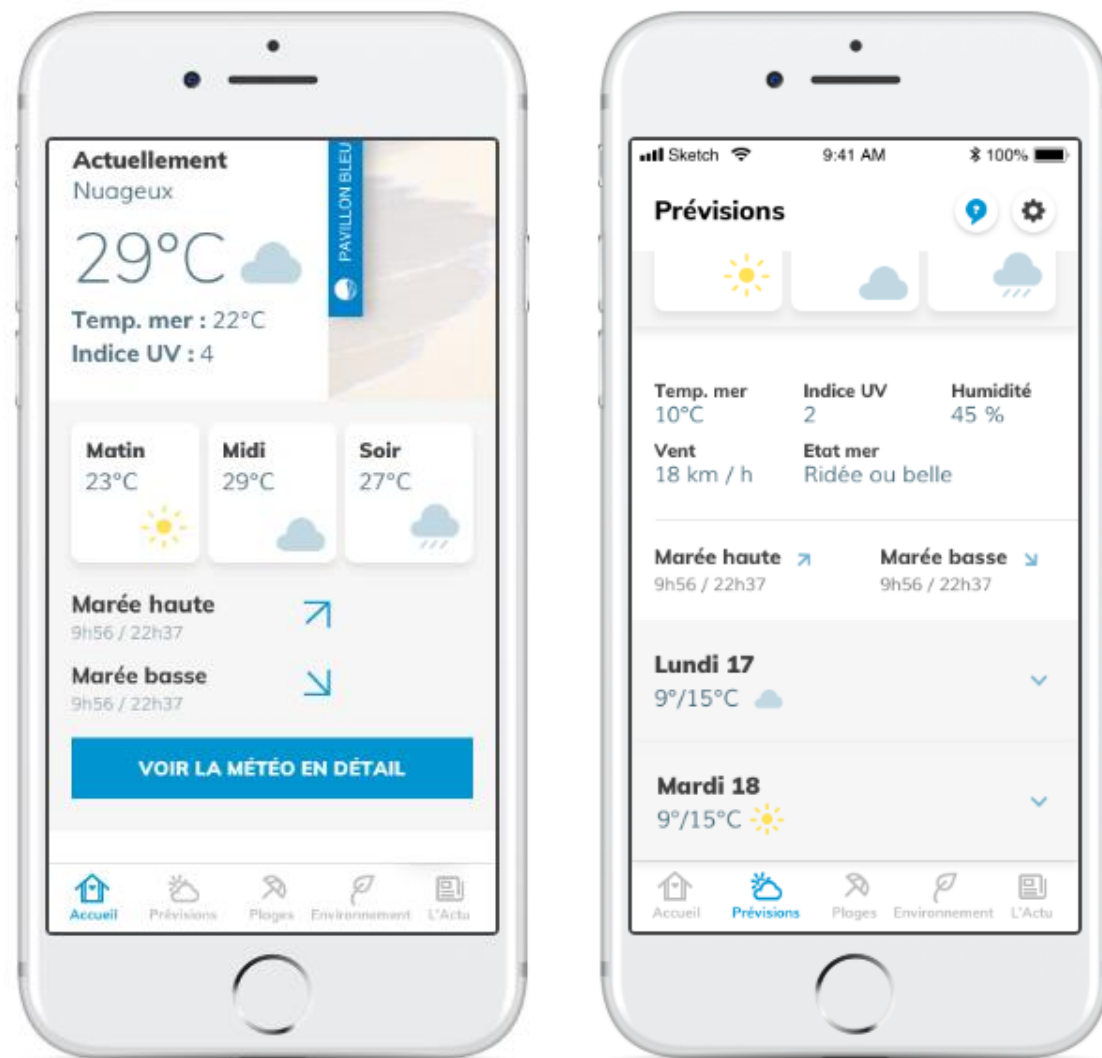 Actuellement
Nuageux
29°C
Temp. mer : 22°C
Indice UV : 4
PAVILLON BLEU
Matin
23°C
Midi
29°C
Soir
27°C
Marée haute
9h56 / 22h37
Marée basse
9h56 / 22h37
VOIR LA MÉTÉO EN DÉTAIL
Accueil
Prévisions
Plages
Environnement
L'Actu
Sketch
9:41 AM
100%
Prévisions
Temp. mer
10°C
Indice UV
2
Humidité
45 %
Vent
18 km / h
Etat mer
Ridée ou belle
Marée haute
9h56 / 22h37
Marée basse
9h56 / 22h37
Lundi 17
9°/15°C
Mardi 18
9°/15°C
Accueil
Prévisions
Plages
Environnement
L'Actu